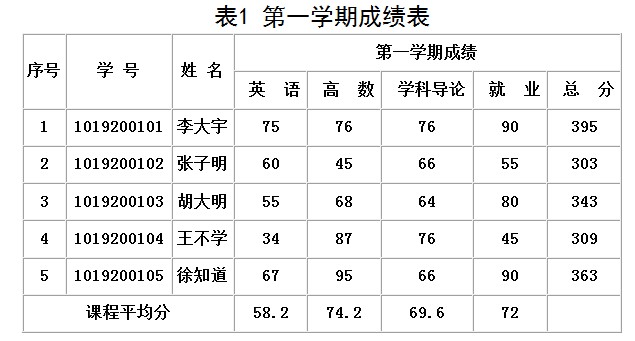 表1 第一学期成绩表
序号 学 号 姓 名 第一学期成绩
英 语 高 数 学科导论 就 业 总 分
1 1019200101 李大宇 75 76 76 90 395
2 1019200102 张子明 60 45 66 55 303
3 1019200103 胡大明 55 68 64 80 343
4 1019200104 王不学 34 87 76 45 309
5 1019200105 徐知道 67 95 66 90 363
课程平均分 58.2 74.2 69.6 72